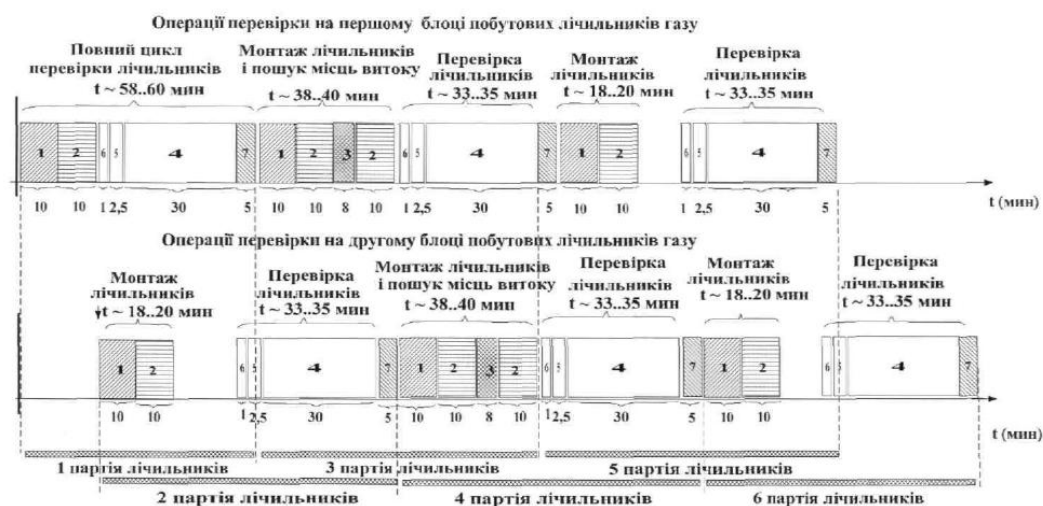 Операції перевірки на першому блоці побутових лічильників газу
Повний цикл
перевірки лічильників
t ~ 58..60 мин
Монтаж лічильників
і пошук місць витоку
t ~ 38..40 мин
Перевірка
лічильників
t ~ 33..35 мин
Монтаж
лічильників
t ~ 18..20 мин
Перевірка
лічильників
t ~ 33..35 мин
1 2 6 5 4 7 1 2 3 2 6 5 4 7 1 2 6 5 4 7
10 10 1 2,5 30 5 10 10 8 10 1 2,5 30 5 10 10 1 2,5 30 5
t (мин)
Операції перевірки на другому блоці побутових лічильників газу
Монтаж
лічильників
t ~ 18..20 мин
Перевірка
лічильників
t ~ 33..35 мин
Монтаж лічильників
і пошук місць витоку
t ~ 38..40 мин
Перевірка
лічильників
t ~ 33..35 мин
Монтаж
лічильників
t ~ 18..20 мин
Перевірка
лічильників
t ~ 33..35 мин
1 2 6 5 4 7 1 2 3 2 6 5 4 7 1 2 6 5 4 7
10 10 1 2,5 30 5 10 10 8 10 1 2,5 30 5 10 10
t (мин)
1 партія лічильників 3 партія лічильників 5 партія лічильників
2 партія лічильників 4 партія лічильників 6 партія лічильників